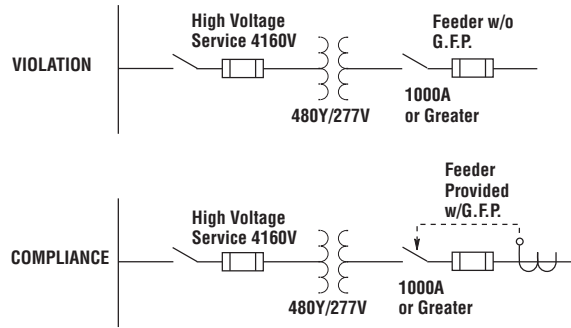 High Voltage
Service 4160V
Feeder w/o
G.F.P.
VIOLATION
480Y/277V
1000A
or Greater
Feeder
Provided
w/G.F.P.
High Voltage
Service 4160V
COMPLIANCE
480Y/277V
1000A
or Greater